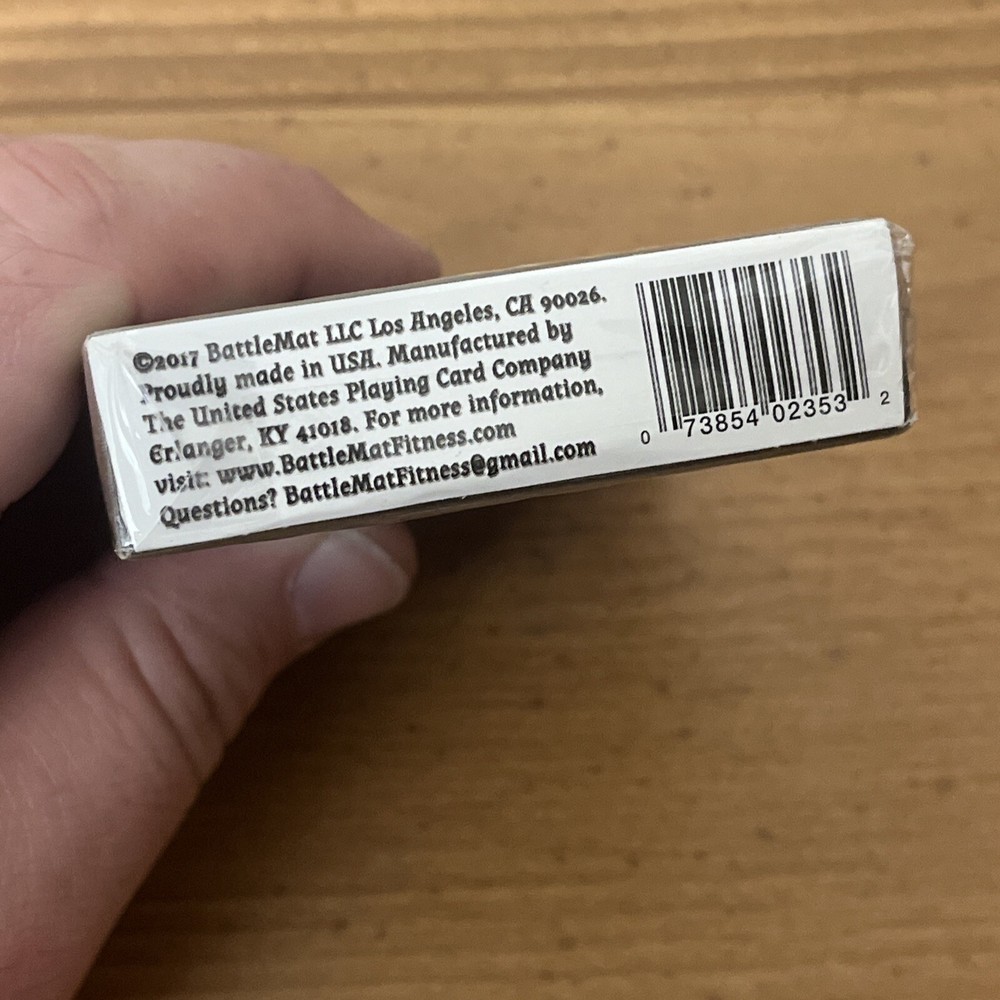 ©2017 BattleMat LLC Los Angeles, CA 90026.
Proudly made in USA. Manufactured by
The United States Playing Card Company
Erlanger, KY 41018. For more information,
visit: www.BattleMatFitness.com
Questions? BattleMatFitness@gmail.com
0 73854 02353 2